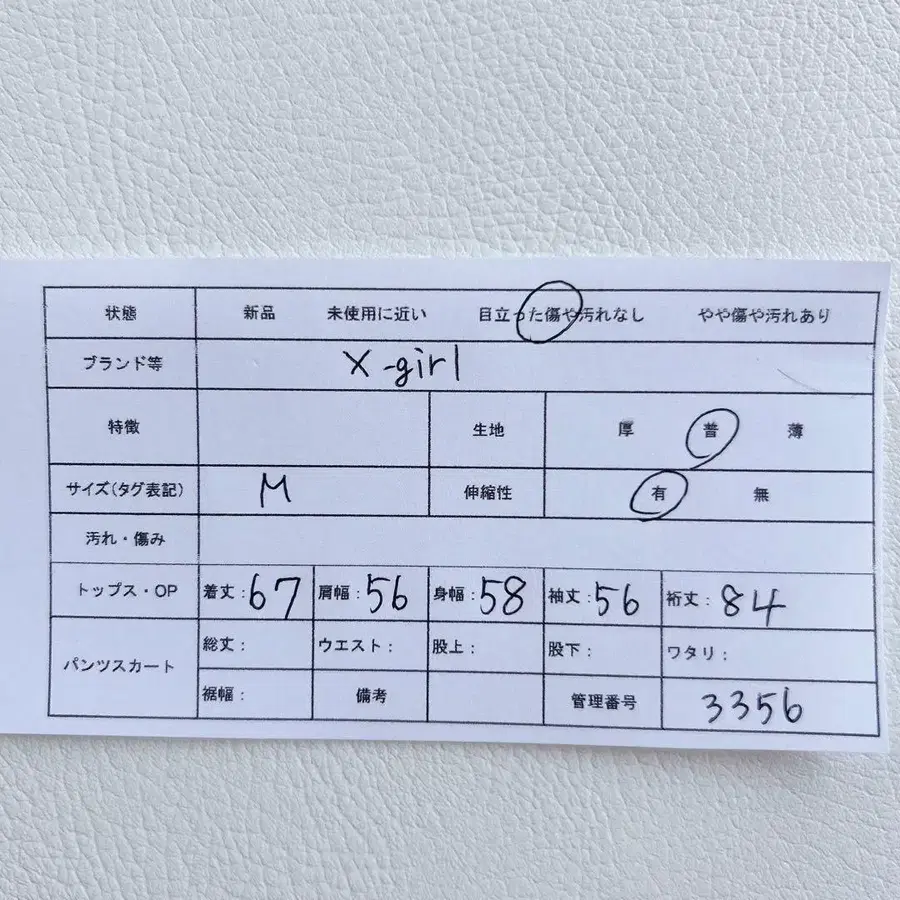 状態 新品 未使用に近い 目立った傷や汚れなし やや傷や汚れあり
ブランド等 X-girl
特徴 生地 厚 普 薄
サイズ(タグ表記) M 伸縮性 有 無
汚れ・傷み
トップス・OP 着丈:67 肩幅:56 身幅:58 袖丈:56 裄丈:84
パンツスカート 総丈: ウエスト: 股上: 股下: ワタリ:
裾幅: 備考 管理番号 3356